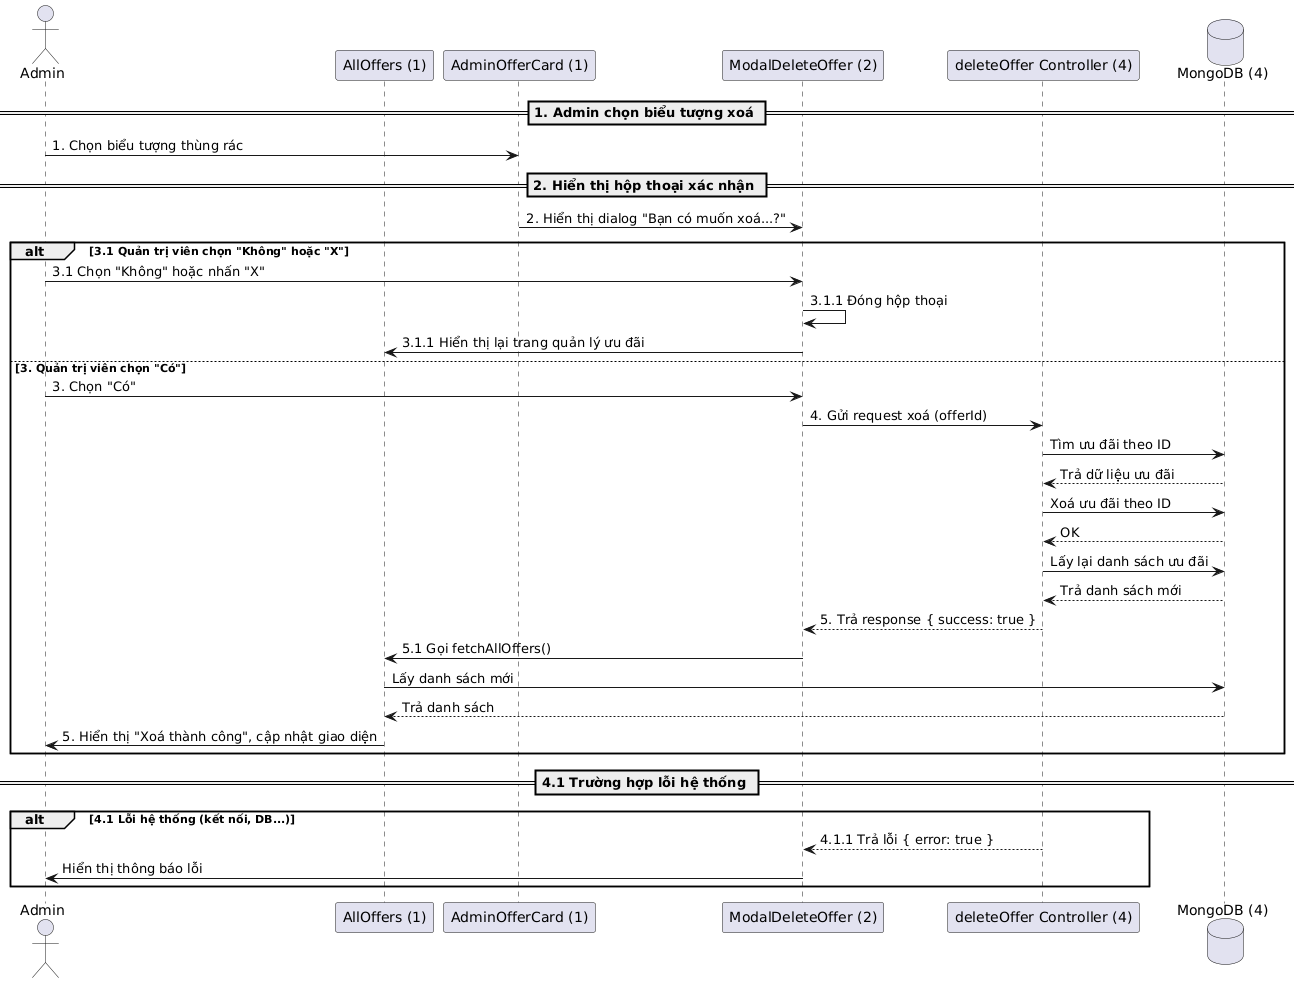 Admin
AllOffers (1)
AdminOfferCard (1)
ModalDeleteOffer (2)
deleteOffer Controller (4)
MongoDB (4)
1. Admin chọn biểu tượng xoá
1. Chọn biểu tượng thùng rác
2. Hiển thị hộp thoại xác nhận
2. Hiển thị dialog "Bạn có muốn xoá...?"
alt
[3.1 Quản trị viên chọn "Không" hoặc "X"]
3.1 Chọn "Không" hoặc nhấn "X"
3.1.1 Đóng hộp thoại
3.1.1 Hiển thị lại trang quản lý ưu đãi
[3. Quản trị viên chọn "Có"]
3. Chọn "Có"
4. Gửi request xoá (offerId)
Tìm ưu đãi theo ID
Trả dữ liệu ưu đãi
Xoá ưu đãi theo ID
OK
Lấy lại danh sách ưu đãi
Trả danh sách mới
5. Trả response { success: true }
5.1 Gọi fetchAllOffers()
Lấy danh sách mới
Trả danh sách
5. Hiển thị "Xoá thành công", cập nhật giao diện
4.1 Trường hợp lỗi hệ thống
alt
[4.1 Lỗi hệ thống (kết nối, DB...)]
4.1.1 Trả lỗi { error: true }
Hiển thị thông báo lỗi
Admin
AllOffers (1)
AdminOfferCard (1)
ModalDeleteOffer (2)
deleteOffer Controller (4)
MongoDB (4)